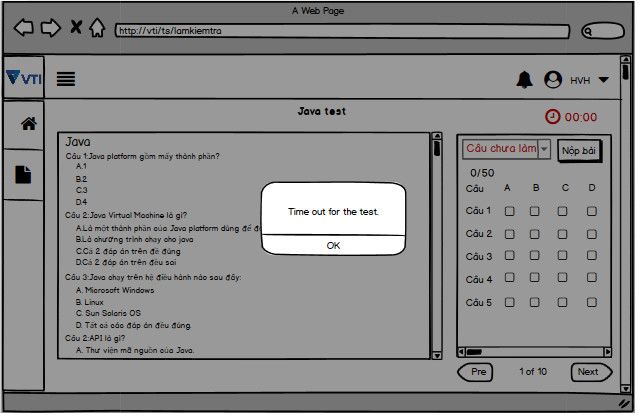 A Web Page
http://vti/ts/lamkiemtra
VTI
HVH
Java test
00:00
Java
Câu 1:Java platform gồm mấy thành phần?
A.1
B.2
C.3
D.4
Câu 2:Java Virtual Machine là gì?
A.Là một thành phần của Java platform dùng để
B.Là chương trình chạy cho java
C.Cả 2 đáp án trên đề đúng
D.Cả 2 đáp án trên đều sai
Câu 3:Java chạy trên hệ điều hành nào sau đây:
A. Microsoft Windows
B. Linux
C. Sun Solaris OS
D. Tất cả các đáp án đều đúng.
Câu 2:API là gì?
A. Thư viện mã nguồn của Java.
Time out for the test.
OK
Câu chưa làm
Nộp bài
0/50
Câu A B C D
Câu 1
Câu 2
Câu 3
Câu 4
Câu 5
Pre 1 of 10 Next